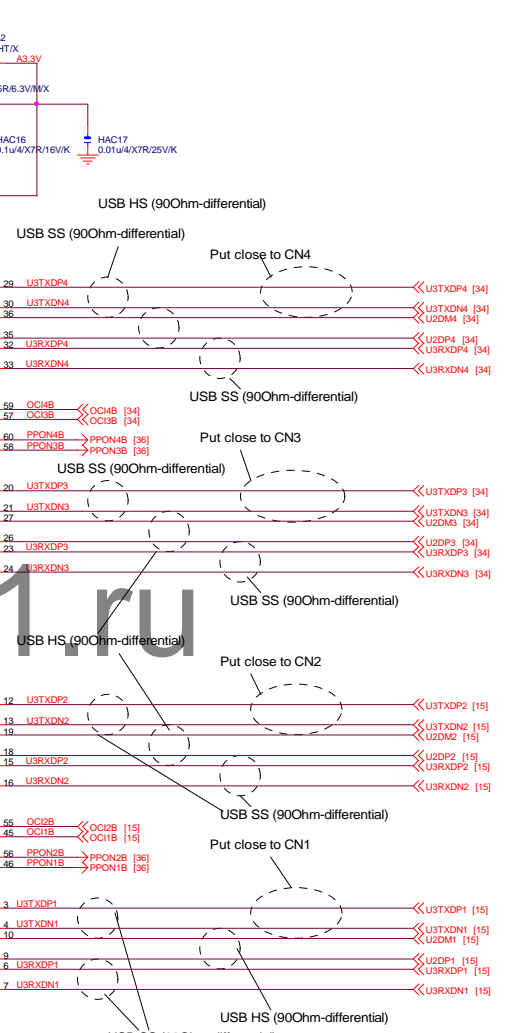 A3.3V
HAC17
0.01u/4/X7R/25V/K
USB HS (90Ohm-differential)
USB SS (90Ohm-differential)
Put close to CN4
29 U3TXDP4 U3TXDP4 [34]
30 U3TXDN4 U3TXDN4 [34]
36 U2DM4 [34]
35 U2DP4 [34]
32 U3RXDP4 U3RXDP4 [34]
33 U3RXDN4 U3RXDN4 [34]
USB SS (90Ohm-differential)
59 OCI4B OCI4B [34]
57 OCI3B OCI3B [34]
60 PPON4B PPON4B [36]
58 PPON3B PPON3B [36]
Put close to CN3
USB SS (90Ohm-differential)
20 U3TXDP3 U3TXDP3 [34]
21 U3TXDN3 U3TXDN3 [34]
27 U2DM3 [34]
26 U2DP3 [34]
23 U3RXDP3 U3RXDP3 [34]
24 U3RXDN3 U3RXDN3 [34]
USB SS (90Ohm-differential)
1.ru
USB HS (90Ohm-differential)
Put close to CN2
12 U3TXDP2 U3TXDP2 [15]
13 U3TXDN2 U3TXDN2 [15]
19 U2DM2 [15]
18 U2DP2 [15]
15 U3RXDP2 U3RXDP2 [15]
16 U3RXDN2 U3RXDN2 [15]
USB SS (90Ohm-differential)
55 OCI2B OCI2B [15]
45 OCI1B OCI1B [15]
56 PPON2B PPON2B [36]
46 PPON1B PPON1B [36]
Put close to CN1
3 U3TXDP1 U3TXDP1 [15]
4 U3TXDN1 U3TXDN1 [15]
10 U2DM1 [15]
9 U2DP1 [15]
6 U3RXDP1 U3RXDP1 [15]
7 U3RXDN1 U3RXDN1 [15]
USB HS (90Ohm-differential)